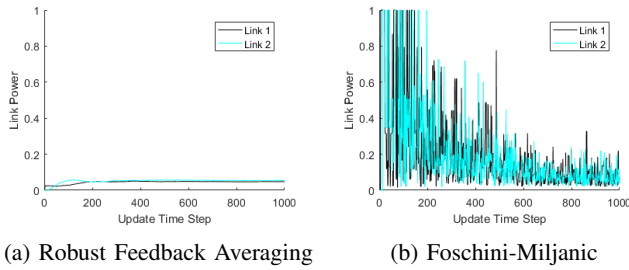 1
0.8
0.6
0.4
0.2
0
Link Power
0 200 400 600 800 1000
Update Time Step
Link 1
Link 2
(a) Robust Feedback Averaging
1
0.8
0.6
0.4
0.2
0
Link Power
0 200 400 600 800 1000
Update Time Step
Link 1
Link 2
(b) Foschini-Miljanic